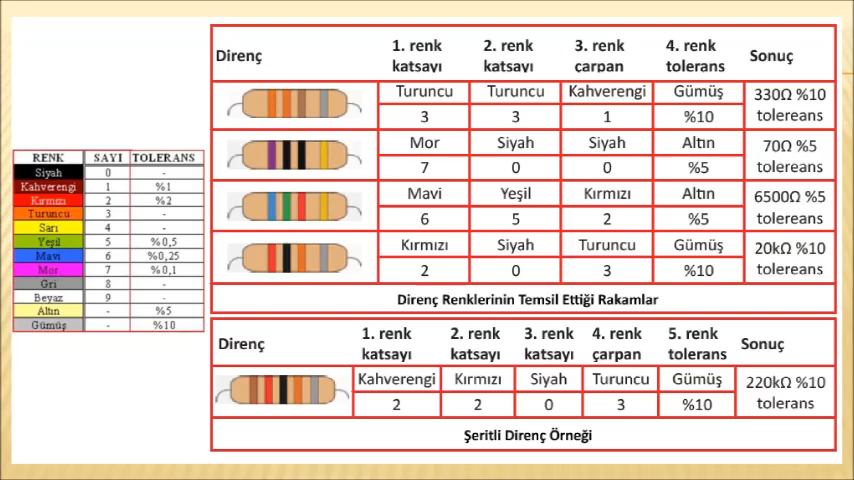 RENK SAYI TOLERANS
Siyah 0 -
Kahverengi 1 %1
Kırmızı 2 %2
Turuncu 3 -
Sarı 4 -
Yeşil 5 %0,5
Mavi 6 %0,25
Mor 7 %0,1
Gri 8 -
Beyaz 9 -
Altın - %5
Gümüş - %10
Direnç 1. renk katsayı 2. renk katsayı 3. renk çarpan 4. renk tolerans Sonuç
Turuncu Turuncu Kahverengi Gümüş 330Ω %10
3 3 1 %10 tolereans
Mor Siyah Siyah Altın 70Ω %5
7 0 0 %5 tolereans
Mavi Yeşil Kırmızı Altın 6500Ω %5
6 5 2 %5 tolereans
Kırmızı Siyah Turuncu Gümüş 20kΩ %10
2 0 3 %10 tolereans
Direnç Renklerinin Temsil Ettiği Rakamlar
Direnç 1. renk katsayı 2. renk katsayı 3. renk katsayı 4. renk çarpan 5. renk tolerans Sonuç
Kahverengi Kırmızı Siyah Turuncu Gümüş 220kΩ %10
2 2 0 3 %10 tolerans
Şeritli Direnç Örneği